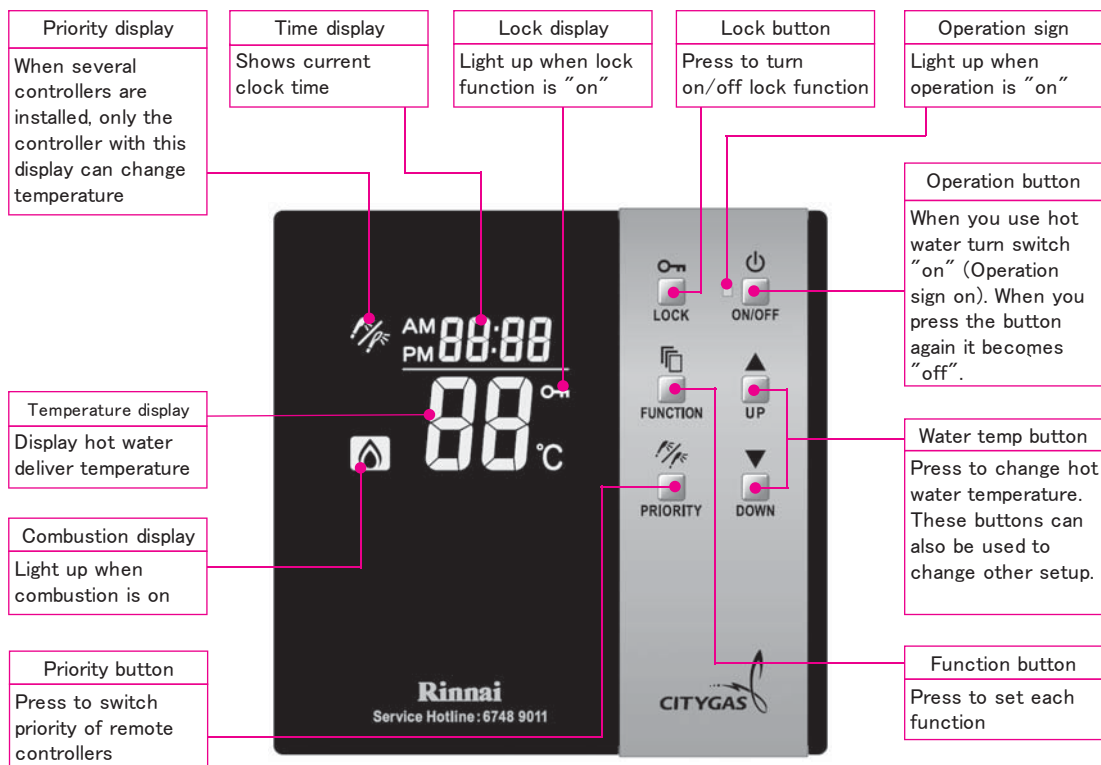 Priority display
When several
controllers are
installed, only the
controller with this
display can change
temperature
Time display
Shows current
clock time
Lock display
Light up when lock
function is "on"
Lock button
Press to turn
on/off lock function
Operation sign
Light up when
operation is "on"
Operation button
When you use hot
water turn switch
"on" (Operation
sign on). When you
press the button
again it becomes
"off".
Temperature display
Display hot water
deliver temperature
Combustion display
Light up when
combustion is on
Priority button
Press to switch
priority of remote
controllers
Water temp button
Press to change hot
water temperature.
These buttons can
also be used to
change other setup.
Function button
Press to set each
function
AM 88:88
PM
88 °C
LOCK
ON/OFF
FUNCTION
UP
PRIORITY
DOWN
Rinnai
Service Hotline: 6748 9011
CITYGAS